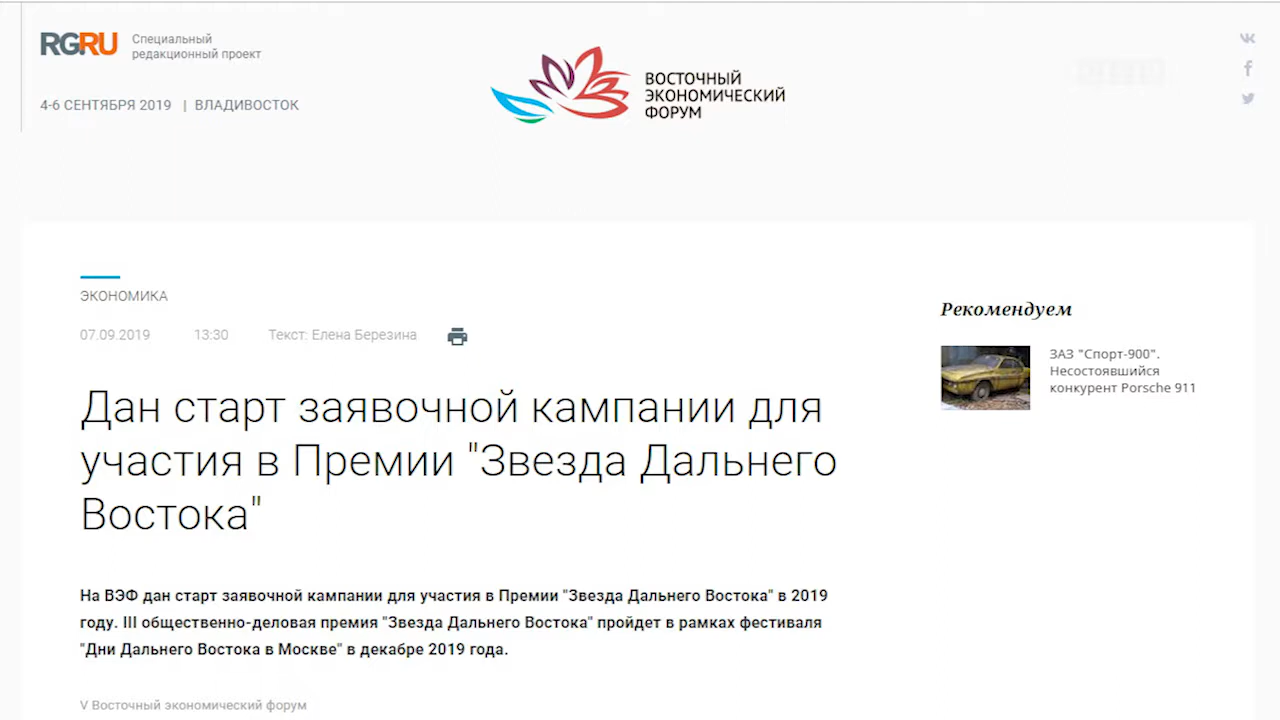 RGRU
Специальный
редакционный проект
4-6 СЕНТЯБРЯ 2019 | ВЛАДИВОСТОК
ВОСТОЧНЫЙ
ЭКОНОМИЧЕСКИЙ
ФОРУМ
ЭКОНОМИКА
07.09.2019 13:30 Текст: Елена Березина
Дан старт заявочной кампании для
участия в Премии "Звезда Дальнего
Востока"
На ВЭФ дан старт заявочной кампании для участия в Премии "Звезда Дальнего Востока" в 2019
году. III общественно-деловая премия "Звезда Дальнего Востока" пройдет в рамках фестиваля
"Дни Дальнего Востока в Москве" в декабре 2019 года.
V Восточный экономический форум
Рекомендуем
ЗАЗ "Спорт-900".
Несостоявшийся
конкурент Porsche 911